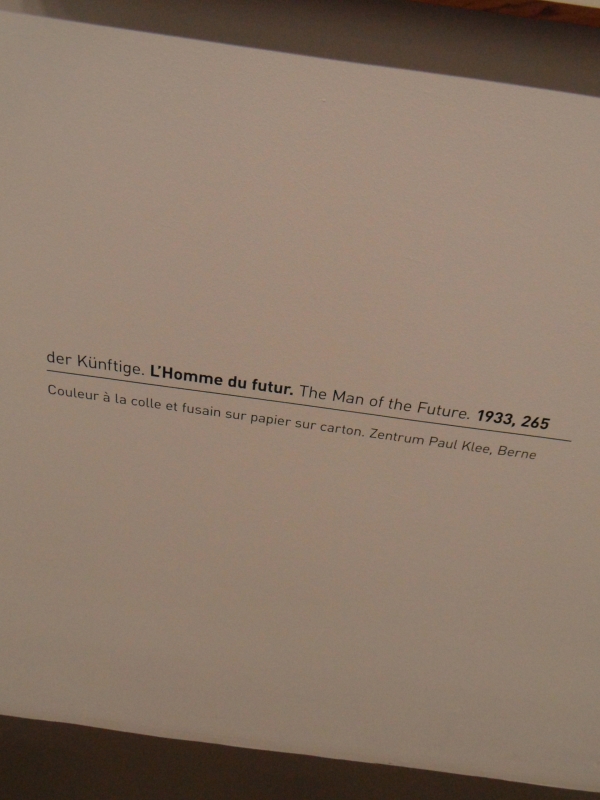 der Künftige. L'Homme du futur. The Man of the Future. 1933, 265
Couleur à la colle et fusain sur papier sur carton. Zentrum Paul Klee, Berne